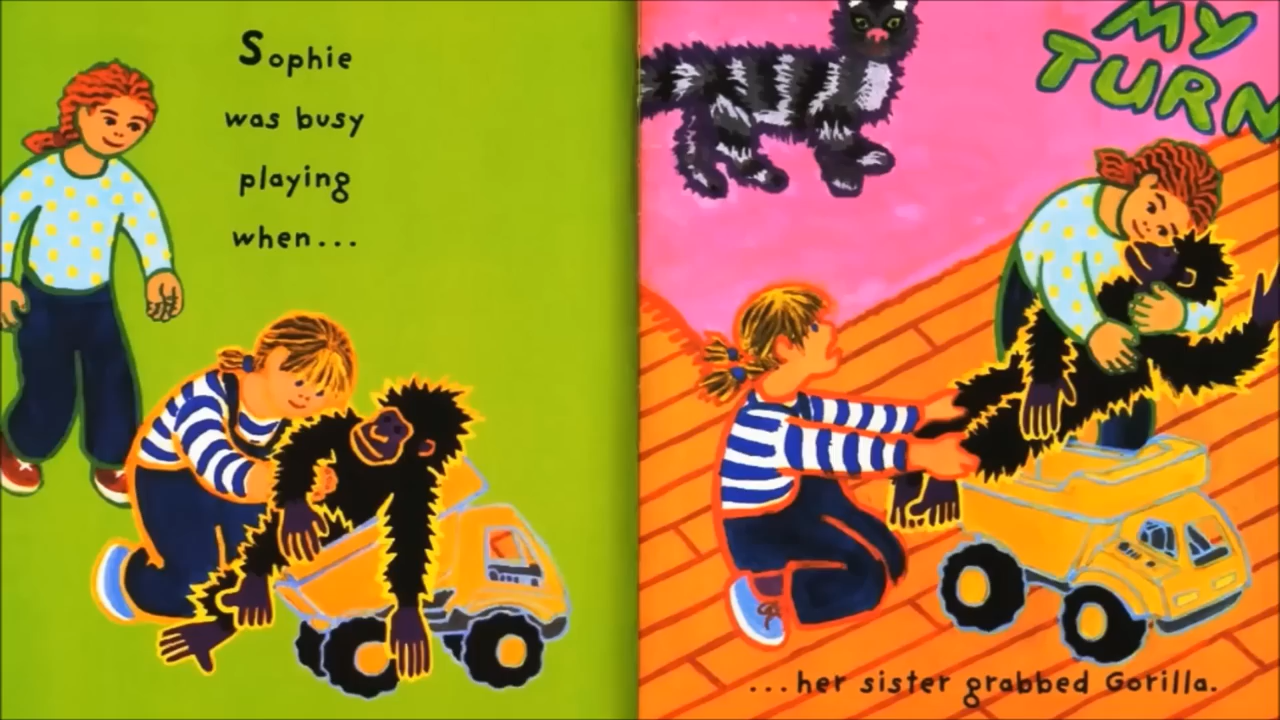 Sophie
was busy
playing
when...
MY
TURN
...her sister grabbed Gorilla.